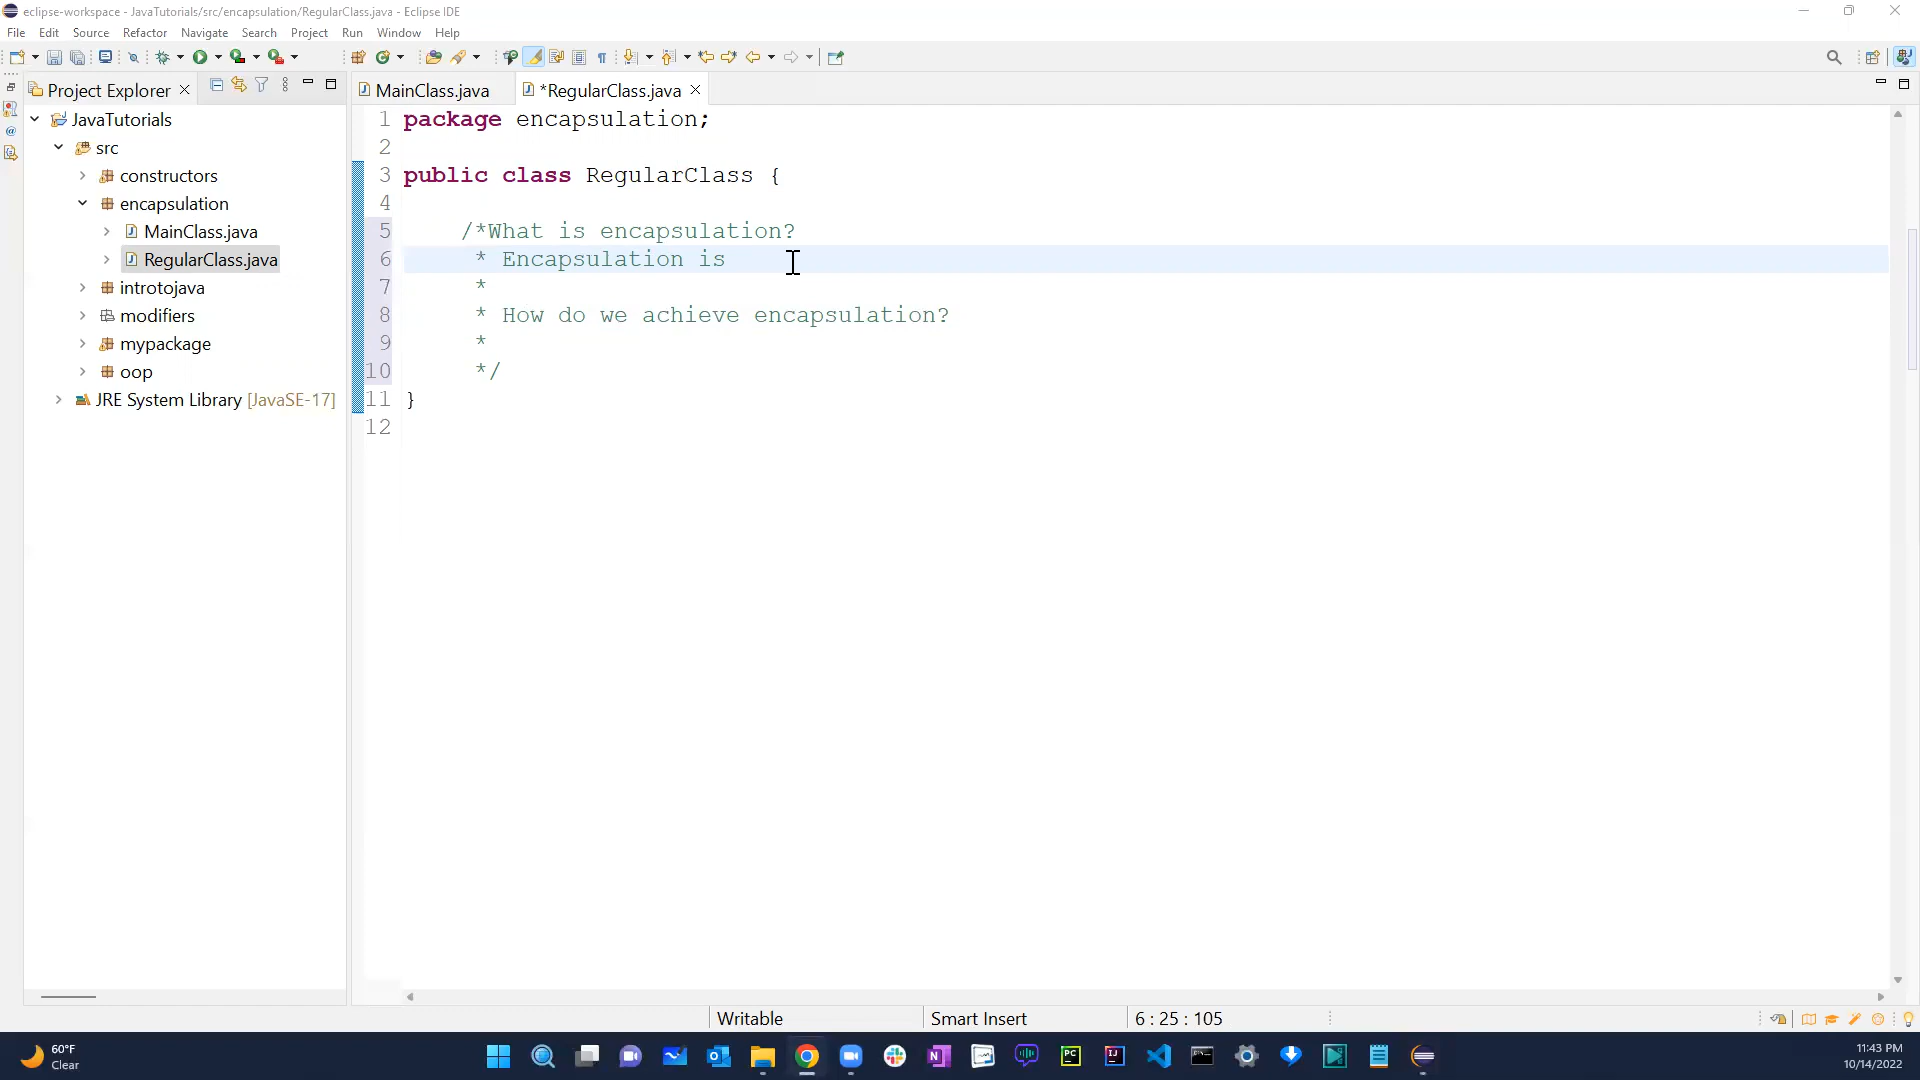 eclipse-workspace - JavaTutorials/src/encapsulation/RegularClass.java - Eclipse IDE
File Edit Source Refactor Navigate Search Project Run Window Help
Project Explorer
JavaTutorials
src
constructors
encapsulation
MainClass.java
RegularClass.java
introtojava
modifiers
mypackage
oop
JRE System Library [JavaSE-17]
MainClass.java *RegularClass.java
1 package encapsulation;
2
3 public class RegularClass {
4
5 /*What is encapsulation?
6 * Encapsulation is
7 *
8 * How do we achieve encapsulation?
9 *
10 */
11 }
12
Writable Smart Insert 6 : 25 : 105
60°F
Clear
11:43 PM
10/14/2022